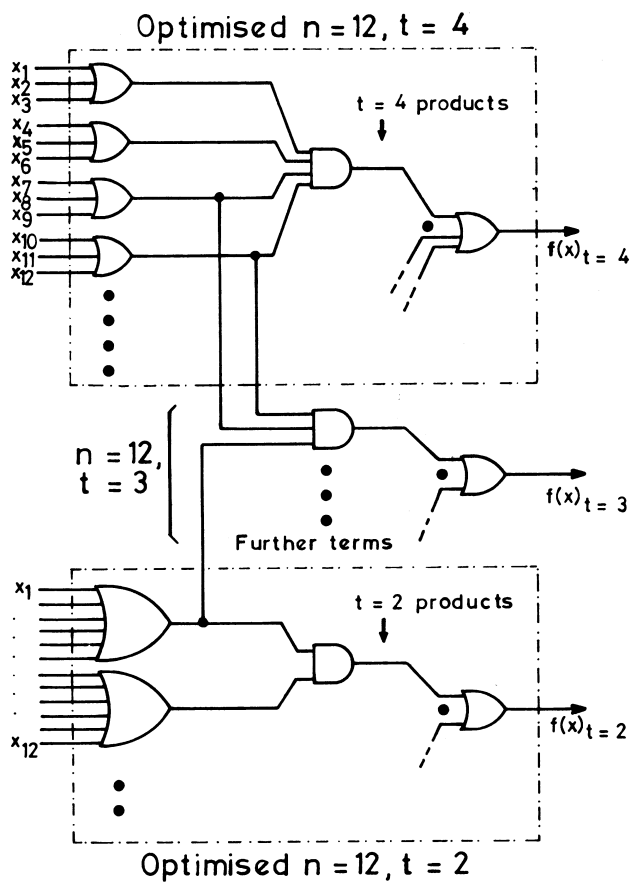 Optimised n = 12, t = 4
x1
x2
x3
x4
x5
x6
x7
x8
x9
x10
x11
x12
t = 4 products
f(x)t = 4
n = 12,
t = 3
f(x)t = 3
Further terms
x1
t = 2 products
f(x)t = 2
x12
Optimised n = 12, t = 2